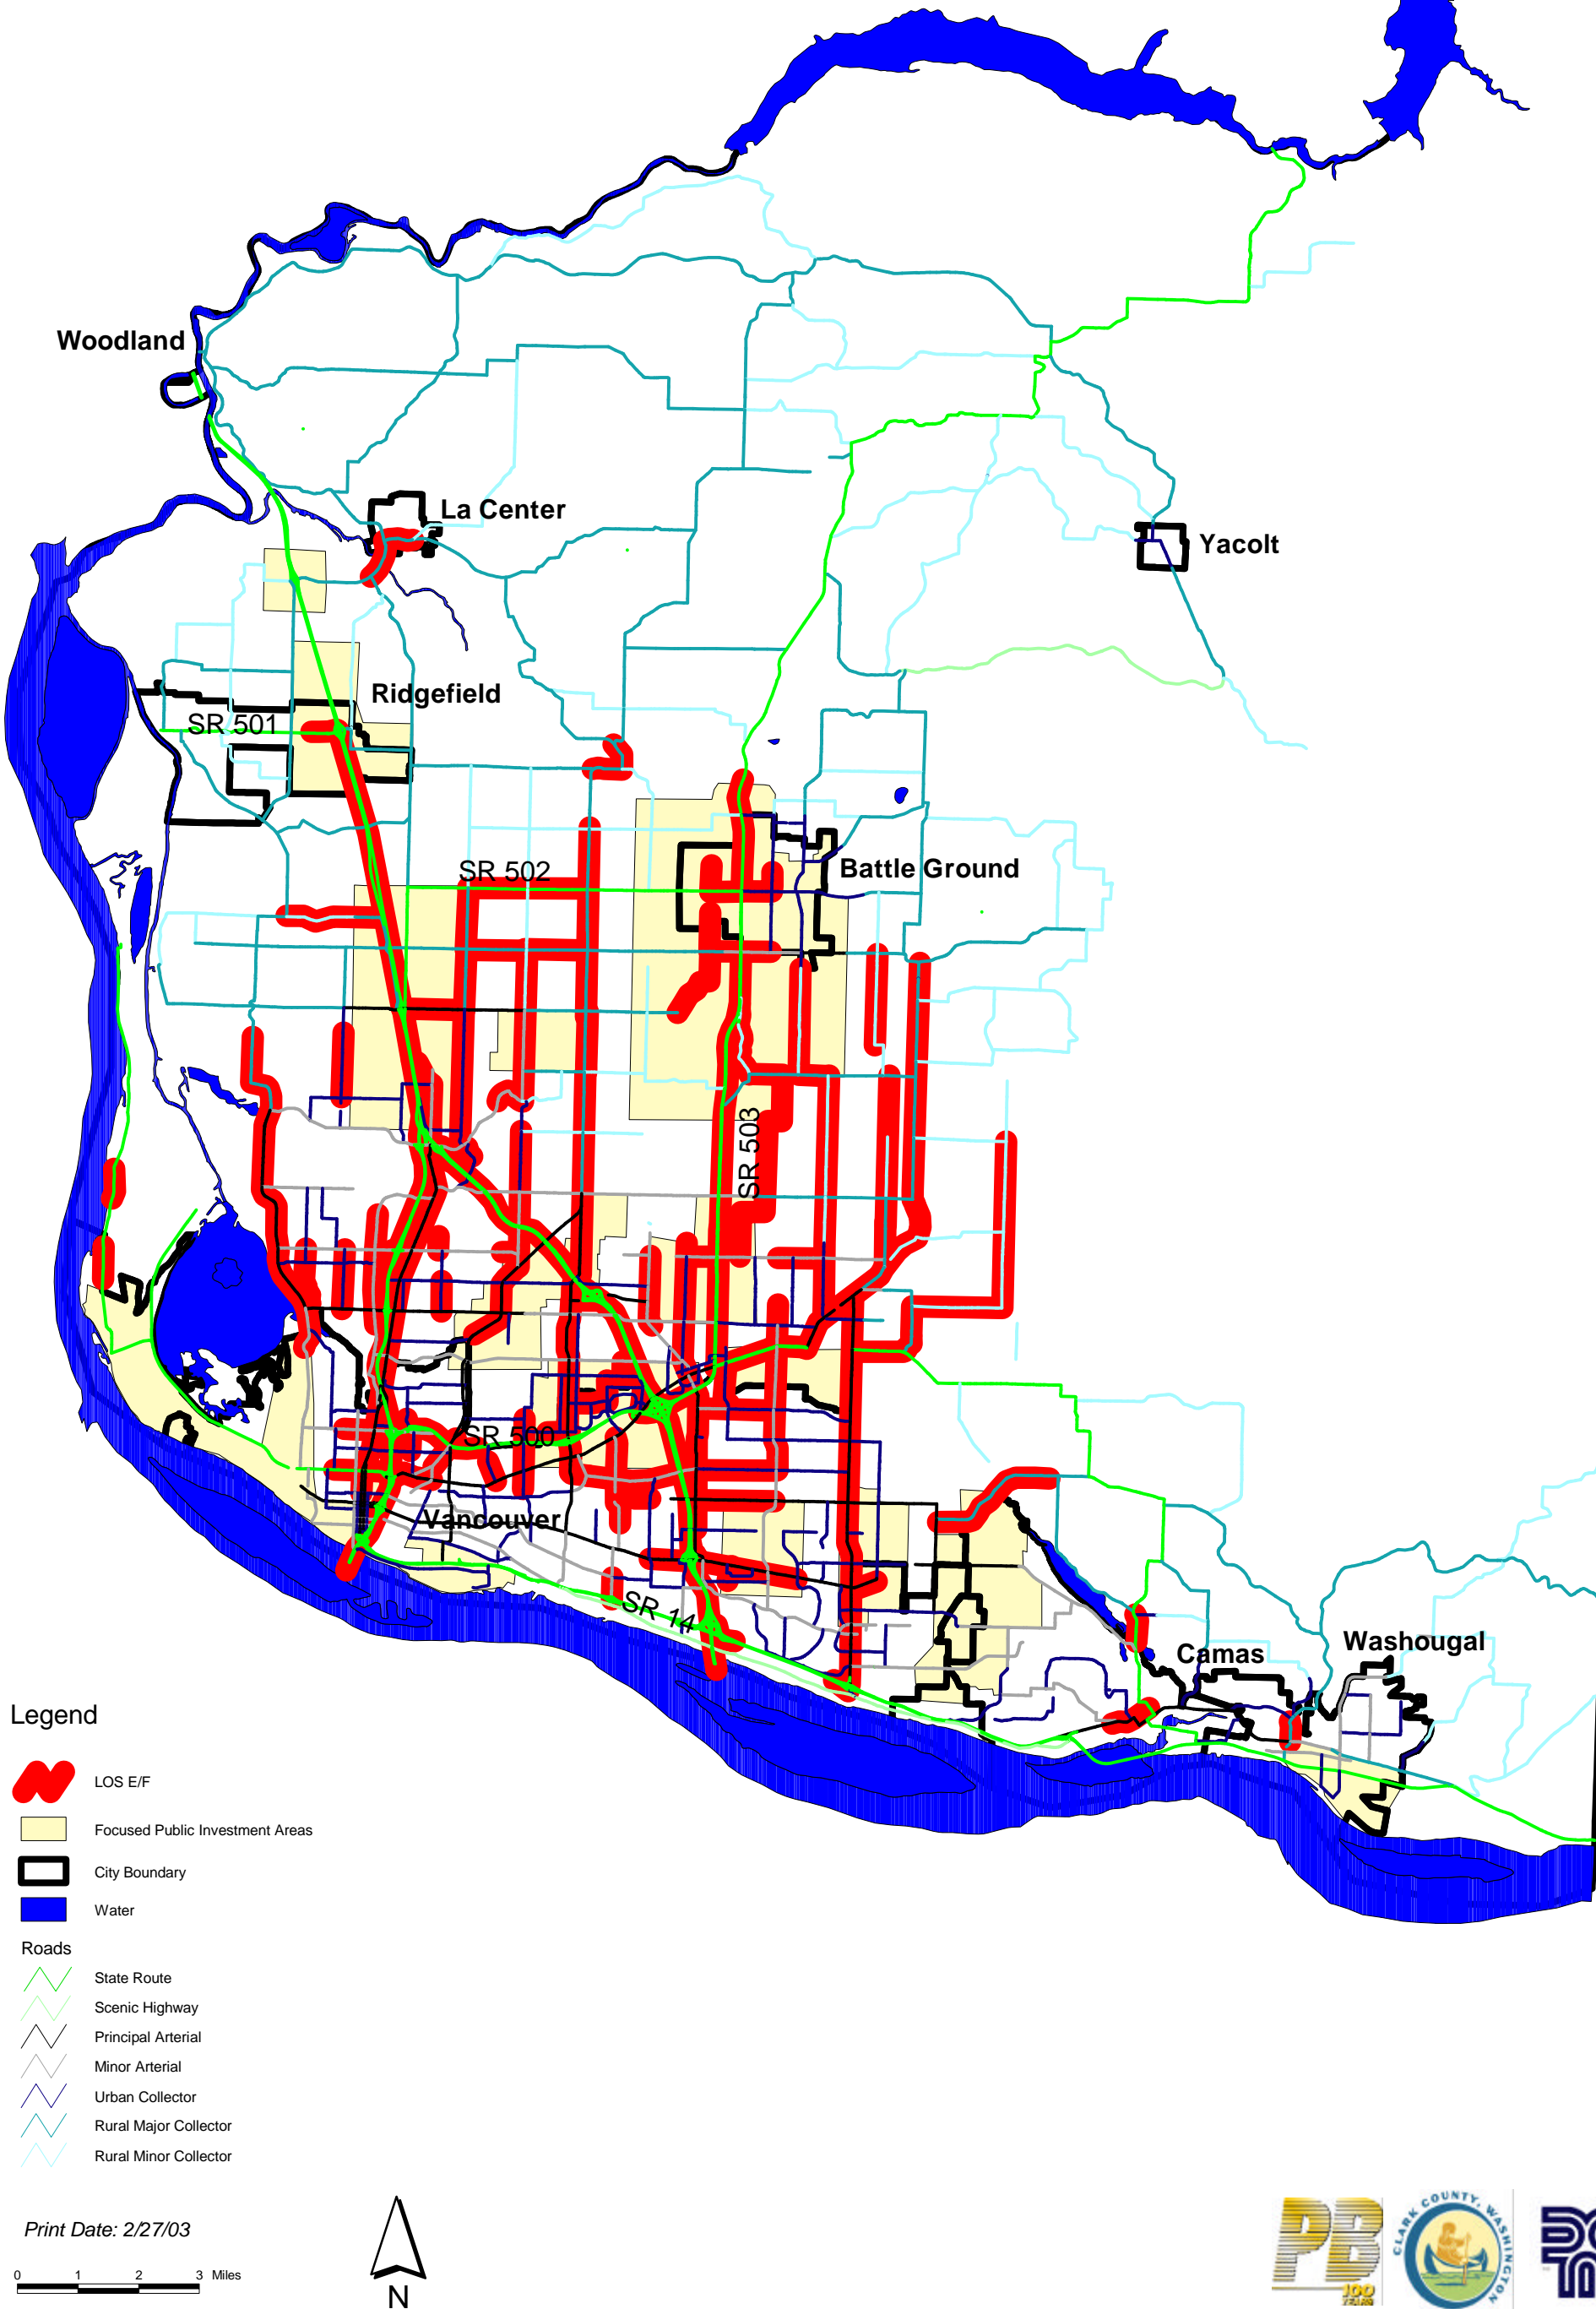 Woodland
La Center
Yacolt
Ridgefield
SR 501
SR 502
Battle Ground
SR 503
SR 500
Vancouver
SR 14
Camas
Washougal
Legend
LOS E/F
Focused Public Investment Areas
City Boundary
Water
Roads
State Route
Scenic Highway
Principal Arterial
Minor Arterial
Urban Collector
Rural Major Collector
Rural Minor Collector
Print Date: 2/27/03
0 1 2 3 Miles
N
PB
100
YEARS
CLARK COUNTY, WASHINGTON